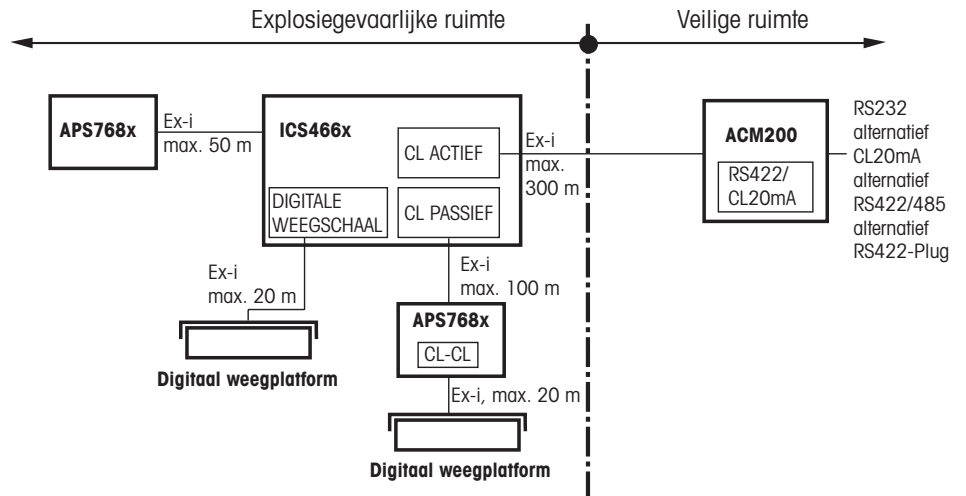 Explosiegevaarlijke ruimte
Veilige ruimte
APS768x
Ex-i
max. 50 m
ICS466x
CL ACTIEF
DIGITALE
WEEGSCHAAL
CL PASSIEF
Ex-i
max.
300 m
ACM200
RS422/
CL20mA
RS232
alternatief
CL20mA
alternatief
RS422/485
alternatief
RS422-Plug
Ex-i
max. 20 m
Digitaal weegplatform
Ex-i
max. 100 m
APS768x
CL-CL
Ex-i, max. 20 m
Digitaal weegplatform